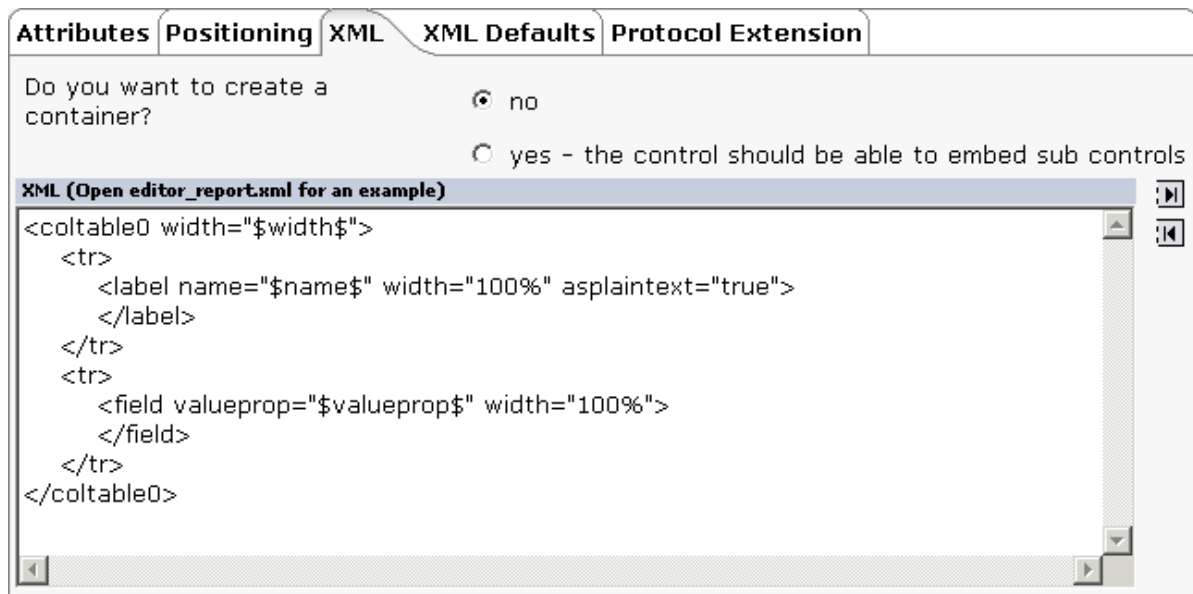 Attributes Positioning XML XML Defaults Protocol Extension
Do you want to create a
container?
no
yes - the control should be able to embed sub controls
XML (Open editor_report.xml for an example)
<coltable0 width="$width$">
<tr>
<label name="$name$" width="100%" asplaintext="true">
</label>
</tr>
<tr>
<field valueprop="$valueprop$" width="100%">
</field>
</tr>
</coltable0>